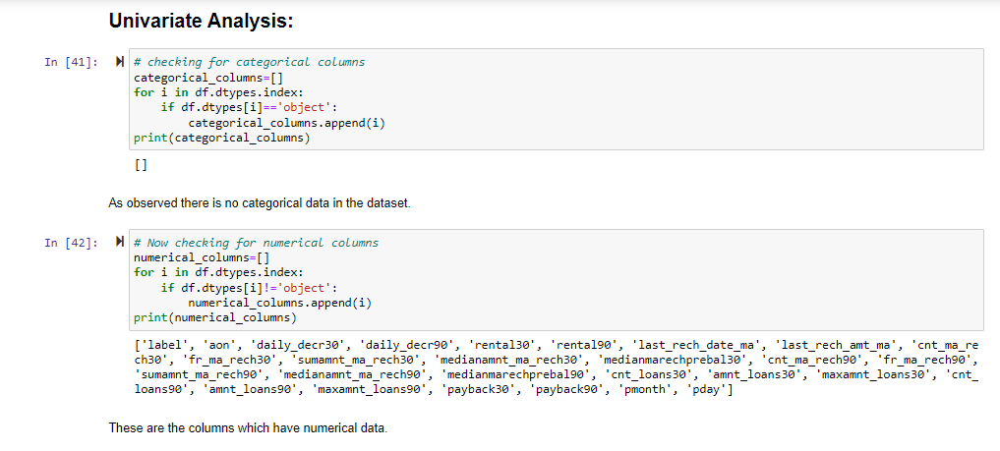 Univariate Analysis:
In [41]: # checking for categorical columns
categorical_columns=[]
for i in df.dtypes.index:
    if df.dtypes[i]=='object':
        categorical_columns.append(i)
print(categorical_columns)
[]
As observed there is no categorical data in the dataset.
In [42]: # Now checking for numerical columns
numerical_columns=[]
for i in df.dtypes.index:
    if df.dtypes[i]!='object':
        numerical_columns.append(i)
print(numerical_columns)
['label', 'aon', 'daily_decr30', 'daily_decr90', 'rental30', 'rental90', 'last_rech_date_ma', 'last_rech_amt_ma', 'cnt_ma_re
ch30', 'fr_ma_rech30', 'sumamnt_ma_rech30', 'medianamnt_ma_rech30', 'medianmarechprebal30', 'cnt_ma_rech90', 'fr_ma_rech90',
'sumamnt_ma_rech90', 'medianamnt_ma_rech90', 'medianmarechprebal90', 'cnt_loans30', 'amnt_loans30', 'maxamnt_loans30', 'cnt_
loans90', 'amnt_loans90', 'maxamnt_loans90', 'payback30', 'payback90', 'pmonth', 'pday']
These are the columns which have numerical data.